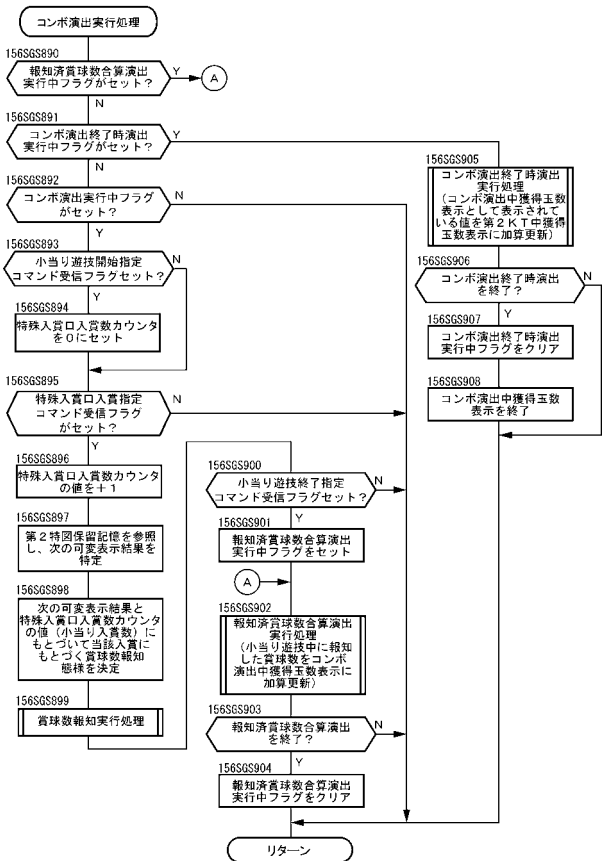 コンボ演出実行処理
156SGS890
報知済賞球数合算演出
実行中フラグがセット？
Y
A
N
156SGS891
コンボ演出終了時演出
実行中フラグがセット？
Y
N
156SGS892
コンボ演出実行中フラグ
がセット？
N
Y
156SGS893
小当り遊技開始指定
コマンド受信フラグセット？
N
Y
156SGS894
特殊入賞口入賞数カウンタ
を０にセット
156SGS895
特殊入賞口入賞指定
コマンド受信フラグ
がセット？
N
Y
156SGS896
特殊入賞口入賞数カウンタ
の値を＋１
156SGS897
第２特図保留記憶を参照
し、次の可変表示結果を
特定
156SGS898
次の可変表示結果と
特殊入賞口入賞数カウンタ
の値（小当り入賞数）に
もとづいて当該入賞に
もとづく賞球数報知
態様を決定
156SGS899
賞球数報知実行処理
156SGS900
小当り遊技終了指定
コマンド受信フラグセット？
N
Y
156SGS901
報知済賞球数合算演出
実行中フラグをセット
A
156SGS902
報知済賞球数合算演出
実行処理
（小当り遊技中に報知
した賞球数をコンボ
演出中獲得玉数表示に
加算更新）
156SGS903
報知済賞球数合算演出
を終了？
N
Y
156SGS904
報知済賞球数合算演出
実行中フラグをクリア
156SGS905
コンボ演出終了時演出
実行処理
（コンボ演出中獲得玉数
表示として表示されて
いる値を第２ＫＴ中獲得
玉数表示に加算更新）
156SGS906
コンボ演出終了時演出
を終了？
N
Y
156SGS907
コンボ演出終了時演出
実行中フラグをクリア
156SGS908
コンボ演出中獲得玉数
表示を終了
リターン